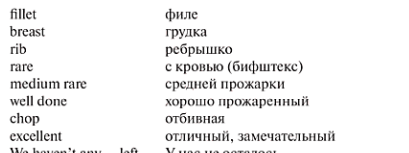 fillet филе
breast грудка
rib ребрышко
rare с кровью (бифштекс)
medium rare средней прожарки
well done хорошо прожаренный
chop отбивная
excellent отличный, замечательный
We haven't any ... left У нас не осталось